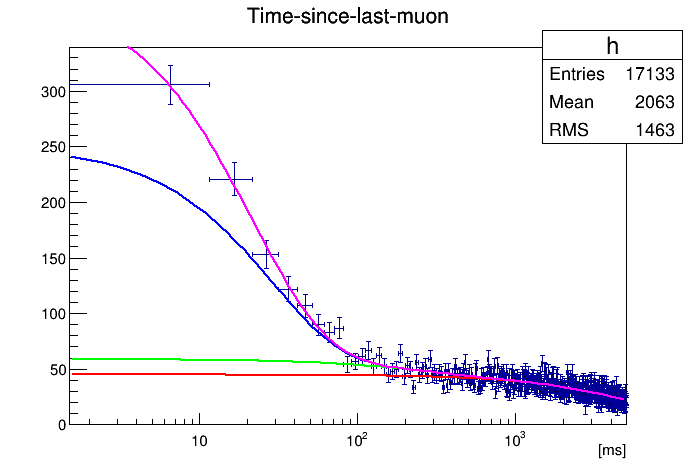 Time-since-last-muon
h
Entries 17133
Mean 2063
RMS 1463
300
250
200
150
100
50
0
10
10²
10³
[ms]